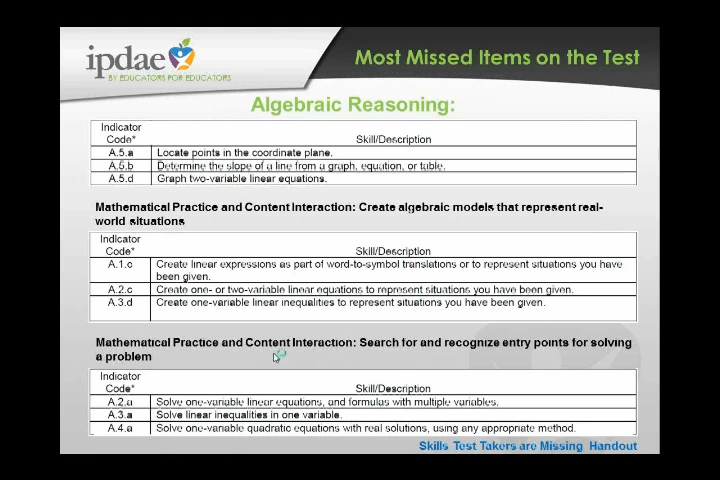 ipdae
BY EDUCATORS FOR EDUCATORS
Most Missed Items on the Test
Algebraic Reasoning:
Indicator
Code* Skill/Description
A.5.a Locate points in the coordinate plane.
A.5.b Determine the slope of a line from a graph, equation, or table.
A.5.d Graph two-variable linear equations.
Mathematical Practice and Content Interaction: Create algebraic models that represent real-
world situations
Indicator
Code* Skill/Description
A.1.c Create linear expressions as part of word-to-symbol translations or to represent situations you have
been given.
A.2.c Create one- or two-variable linear equations to represent situations you have been given.
A.3.d Create one-variable linear inequalities to represent situations you have been given.
Mathematical Practice and Content Interaction: Search for and recognize entry points for solving
a problem
Indicator
Code* Skill/Description
A.2.a Solve one-variable linear equations, and formulas with multiple variables.
A.3.a Solve linear inequalities in one variable.
A.4.a Solve one-variable quadratic equations with real solutions, using any appropriate method.
Skills Test Takers are Missing Handout